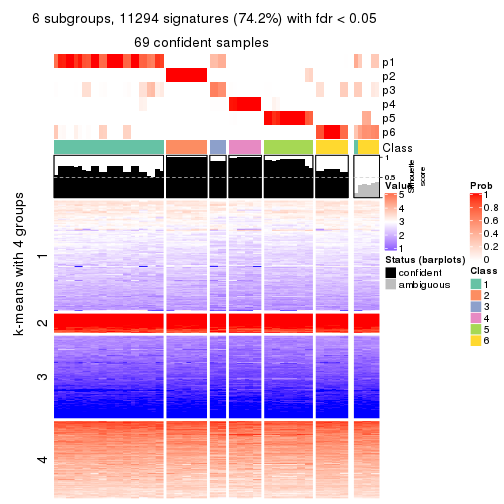 6 subgroups, 11294 signatures (74.2%) with fdr < 0.05
69 confident samples
p1
p2
p3
p4
p5
p6
Class
1
0.5
0
Silhouette
score
k-means with 4 groups
1
2
3
4
Value
5
4
3
2
1
Status (barplots)
confident
ambiguous
Prob
1
0.8
0.6
0.4
0.2
0
Class
1
2
3
4
5
6